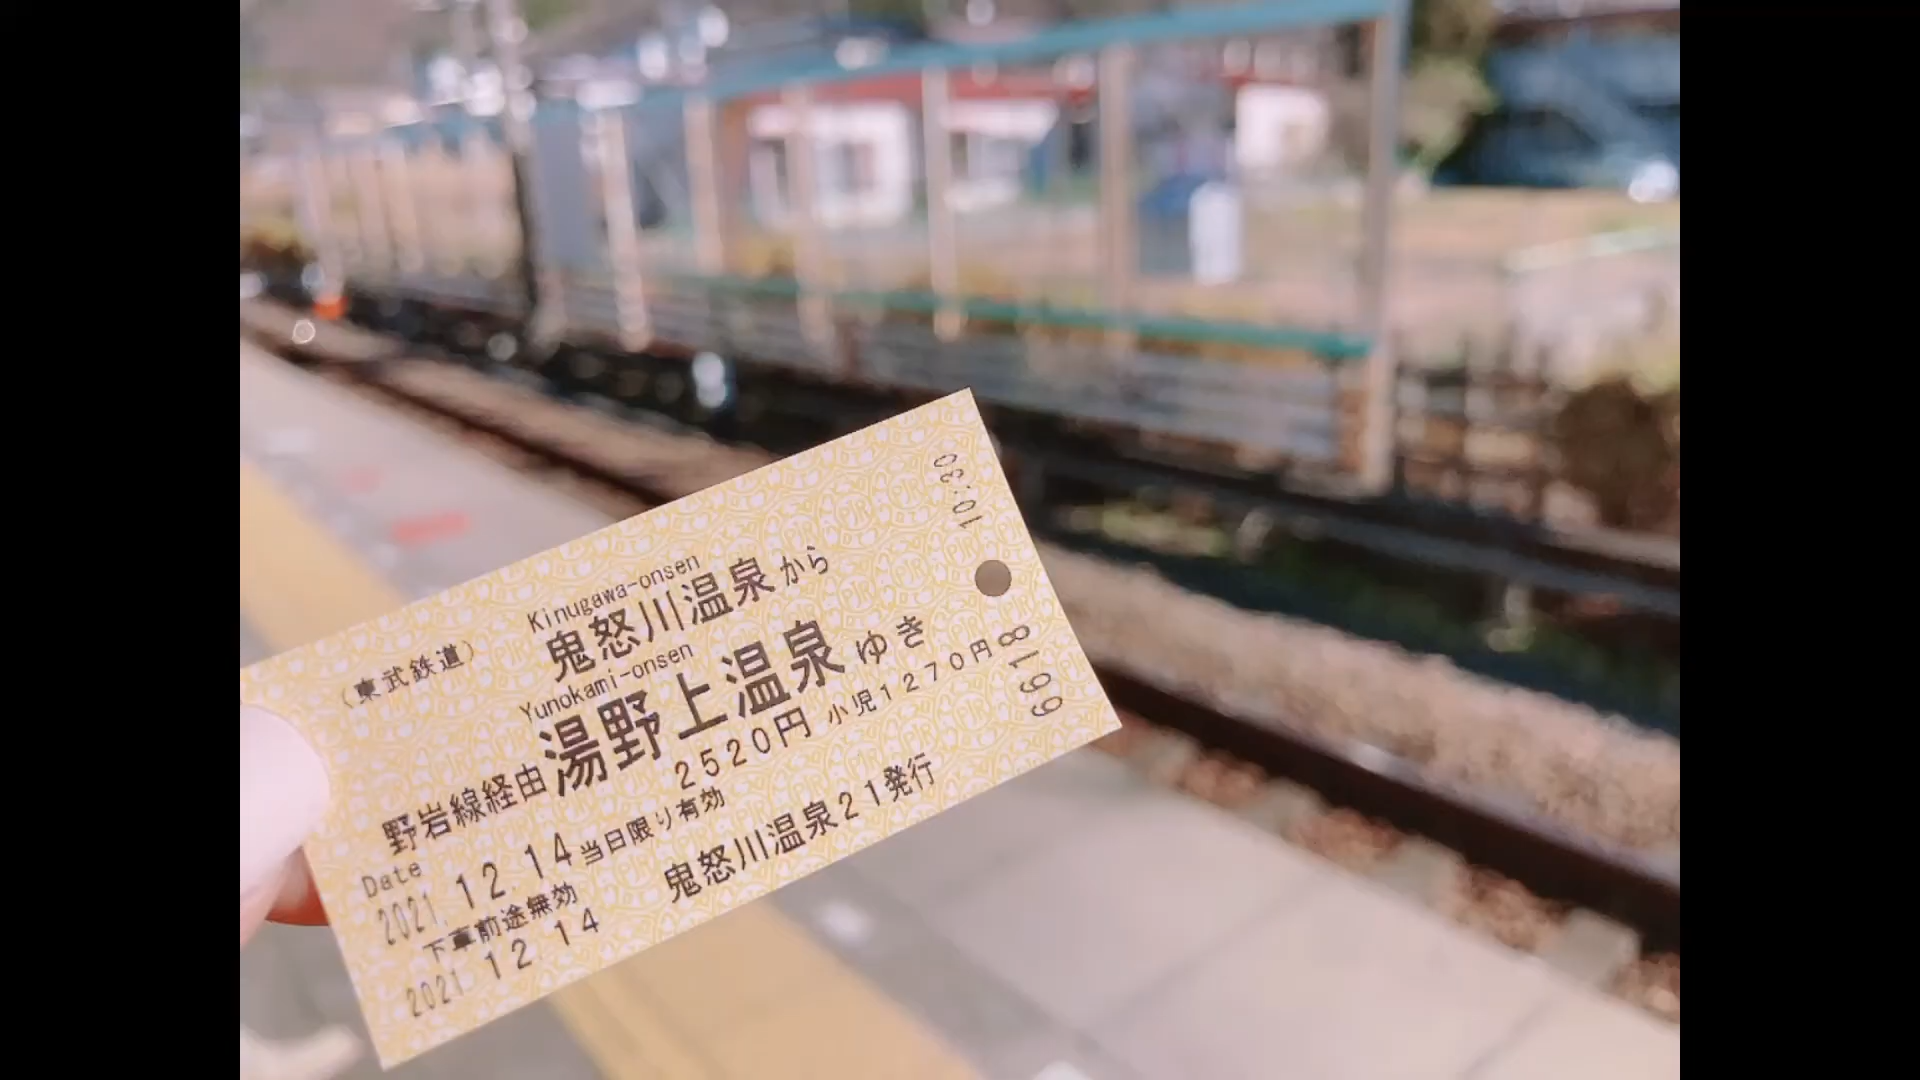 (東武鉄道)
Kinugawa-onsen
鬼怒川温泉から
Yunokami-onsen
野岩線経由 湯野上温泉ゆき
2520円 小児1270円
Date
2021.12.14当日限り有効
下車前途無効
2021.12.14 鬼怒川温泉21発行
10:30
6618